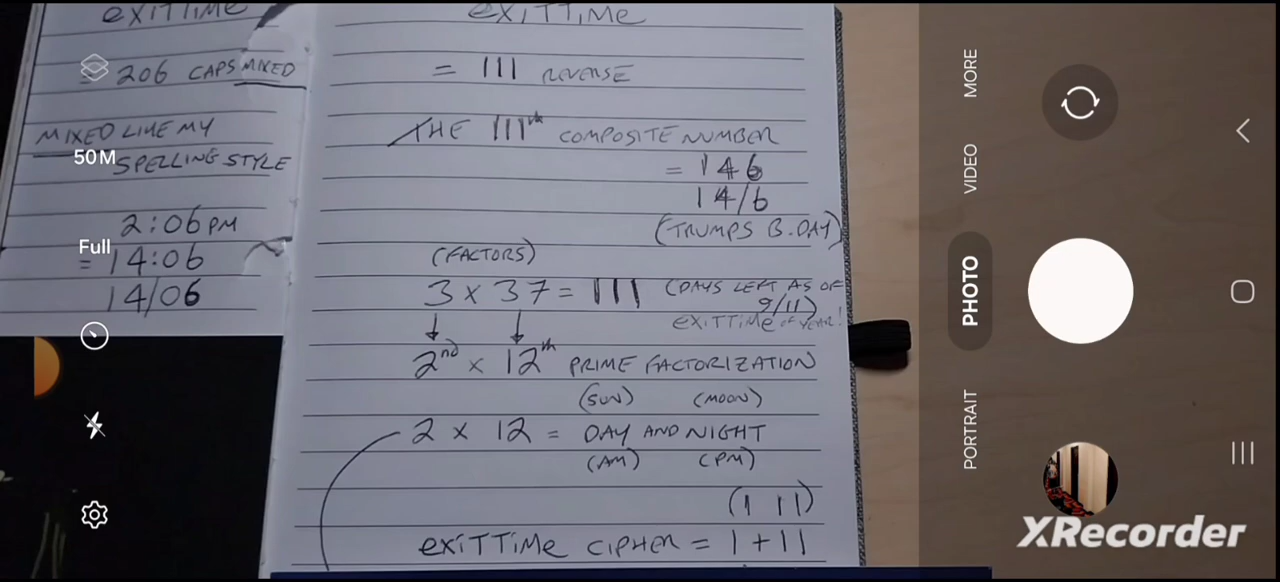 eXiTTiMe
= 206 CAPS MIXED
MIXED LIKE MY
SPELLING STYLE
2:06 PM
= 14:06
14/06
eXiTTiMe
= 111 REVERSE
THE 111th COMPOSITE NUMBER
= 146
14/6
(TRUMPS B.DAY)
(FACTORS)
3 x 37 = 111 (DAYS LEFT AS OF
9/11)
eXiTTiMe OF YEAR!
2nd x 12th PRIME FACTORIZATION
(SUN) (MOON)
2 x 12 = DAY AND NIGHT
(AM) (PM)
(1 11)
eXiTTiMe CIPHER = 1 + 11
50M
Full
MORE
VIDEO
PHOTO
PORTRAIT
XRecorder